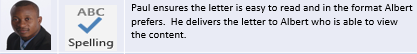 ABC
Spelling
Paul ensures the letter is easy to read and in the format Albert
prefers. He delivers the letter to Albert who is able to view
the content.